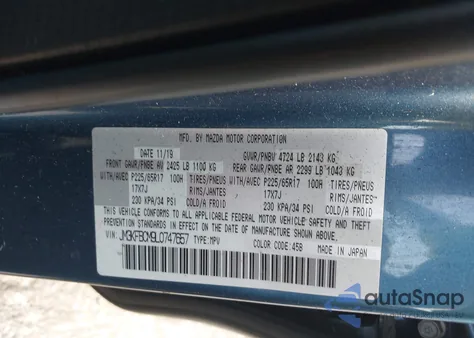 MFG. BY MAZDA MOTOR CORPORATION
DATE 11/19 GVWR/PNBV 4724 LB 2143 KG
FRONT GAWR/PNBE AV 2425 LB 1100 KG REAR GAWR/PNBE AR 2299 LB 1043 KG
WITH/AVEC P225/65R17 100H TIRES/PNEUS WITH/AVEC P225/65R17 100H TIRES/PNEUS
17X7J RIMS/JANTES 17X7J RIMS/JANTES
230 KPA/34 PSI COLD/A FROID 230 KPA/34 PSI COLD/A FROID
THIS VEHICLE CONFORMS TO ALL APPLICABLE FEDERAL MOTOR VEHICLE SAFETY, BUMPER, AND THEFT
PREVENTION STANDARDS IN EFFECT ON THE DATE OF MANUFACTURE SHOWN ABOVE.
VIN: TYPE: MPV COLOR CODE: 45B MADE IN JAPAN
autoSnap